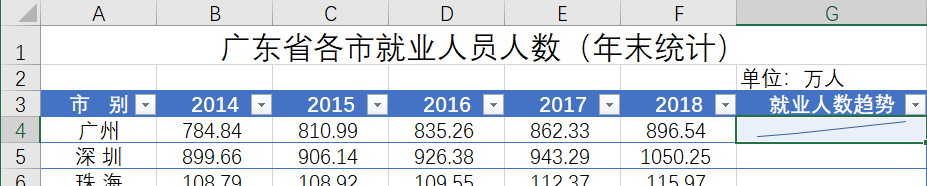 A B C D E F G
1 广东省各市就业人员人数（年末统计）
2 单位：万人
3 市 别 2014 2015 2016 2017 2018 就业人数趋势
4 广州 784.84 810.99 835.26 862.33 896.54
5 深 圳 899.66 906.14 926.38 943.29 1050.25
6 珠 海 108.79 108.92 109.55 112.37 115.97